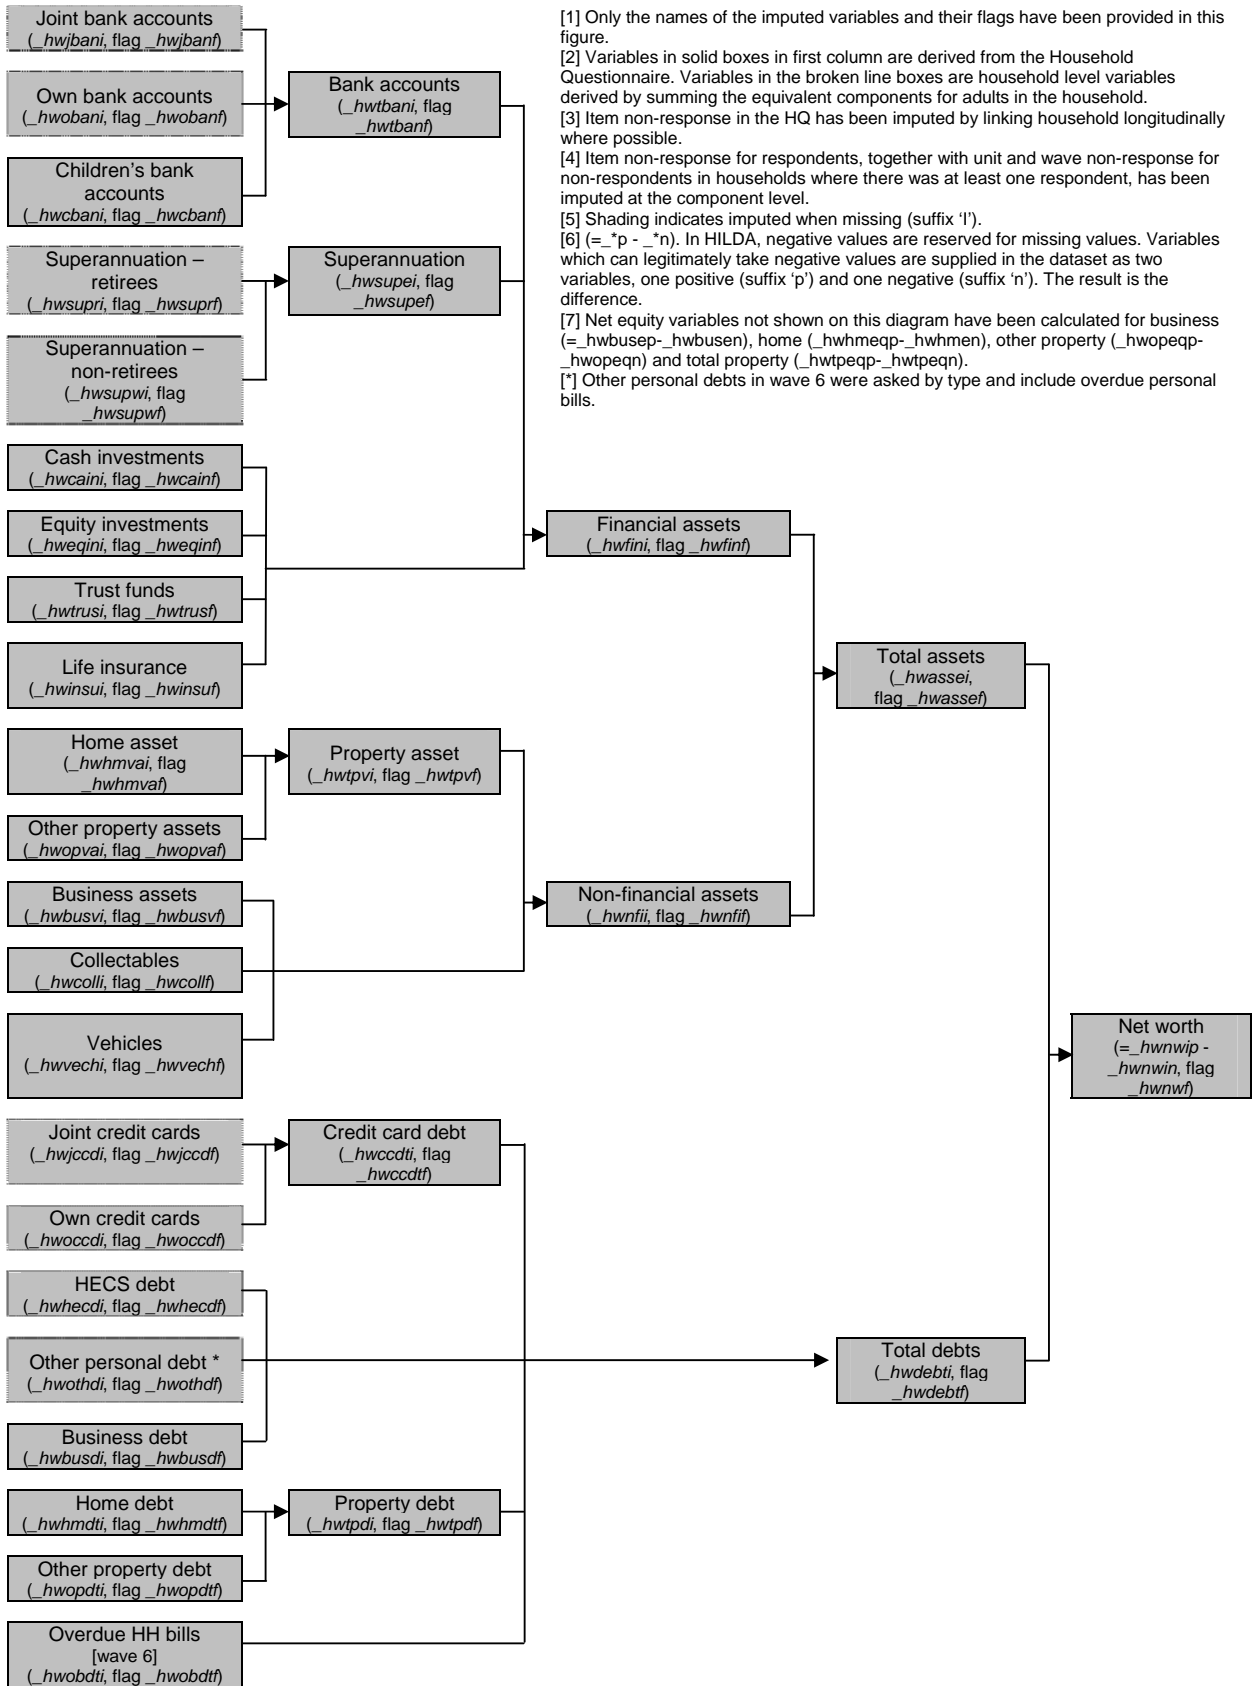 Joint bank accounts
(_hwjbani, flag _hwjbanf)
Own bank accounts
(_hwobani, flag _hwobanf)
Children's bank
accounts
(_hwcbani, flag _hwcbanf)
Superannuation –
retirees
(_hwsupri, flag _hwsuprf)
Superannuation –
non-retirees
(_hwsupwi, flag
_hwsupwf)
Cash investments
(_hwcaini, flag _hwcainf)
Equity investments
(_hweqini, flag _hweqinf)
Trust funds
(_hwtrusi, flag _hwtrusf)
Life insurance
(_hwinsui, flag _hwinsuf)
Home asset
(_hwhmvai, flag
_hwhmvaf)
Other property assets
(_hwopvai, flag _hwopvaf)
Business assets
(_hwbusvi, flag _hwbusvf)
Collectables
(_hwcolli, flag _hwcollf)
Vehicles
(_hwvechi, flag _hwvechf)
Joint credit cards
(_hwjccdi, flag _hwjccdf)
Own credit cards
(_hwoccdi, flag _hwoccdf)
HECS debt
(_hwhecdi, flag _hwhecdf)
Other personal debt *
(_hwothdi, flag _hwothdf)
Business debt
(_hwbusdi, flag _hwbusdf)
Home debt
(_hwhmdti, flag _hwhmdtf)
Other property debt
(_hwopdti, flag _hwopdtf)
Overdue HH bills
[wave 6]
(_hwobdti, flag _hwobdtf)
Bank accounts
(_hwtbani, flag
_hwtbanf)
Superannuation
(_hwsupei, flag
_hwsupef)
Property asset
(_hwtpvi, flag _hwtpvf)
Credit card debt
(_hwccdti, flag
_hwccdtf)
Property debt
(_hwtpdi, flag _hwtpdf)
Financial assets
(_hwfini, flag _hwfinf)
Non-financial assets
(_hwnfii, flag _hwnfif)
Total assets
(_hwassei,
flag _hwassef)
Total debts
(_hwdebti, flag
_hwdebtf)
Net worth
(=_hwnwip -
_hwnwin, flag
_hwnwf)
[1] Only the names of the imputed variables and their flags have been provided in this
figure.
[2] Variables in solid boxes in first column are derived from the Household
Questionnaire. Variables in the broken line boxes are household level variables
derived by summing the equivalent components for adults in the household.
[3] Item non-response in the HQ has been imputed by linking household longitudinally
where possible.
[4] Item non-response for respondents, together with unit and wave non-response for
non-respondents in households where there was at least one respondent, has been
imputed at the component level.
[5] Shading indicates imputed when missing (suffix 'I').
[6] (=_*p - _*n). In HILDA, negative values are reserved for missing values. Variables
which can legitimately take negative values are supplied in the dataset as two
variables, one positive (suffix 'p') and one negative (suffix 'n'). The result is the
difference.
[7] Net equity variables not shown on this diagram have been calculated for business
(=_hwbusep-_hwbusen), home (_hwhmeqp-_hwhmen), other property (_hwopeqp-
_hwopeqn) and total property (_hwtpeqp-_hwtpeqn).
[*] Other personal debts in wave 6 were asked by type and include overdue personal
bills.